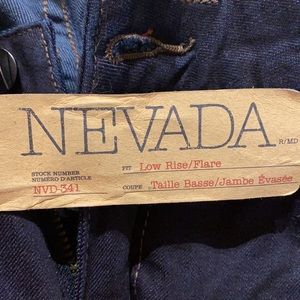 NEVADA R/MD
STOCK NUMBER
NUMÉRO D'ARTICLE
NVD-341
FIT Low Rise/Flare
COUPE Taille Basse/Jambe Évasée